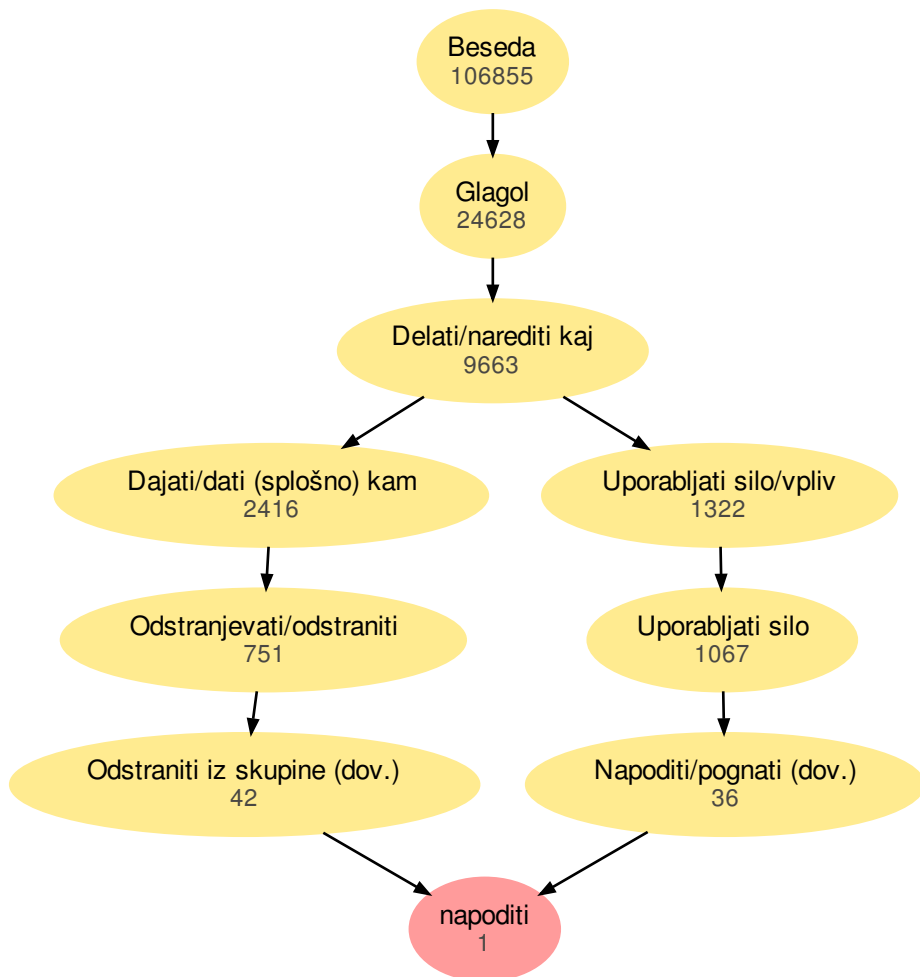 Beseda
106855
Glagol
24628
Delati/narediti kaj
9663
Dajati/dati (splošno) kam
2416
Uporabljati silo/vpliv
1322
Odstranjevati/odstraniti
751
Uporabljati silo
1067
Odstraniti iz skupine (dov.)
42
Napoditi/pognati (dov.)
36
napoditi
1